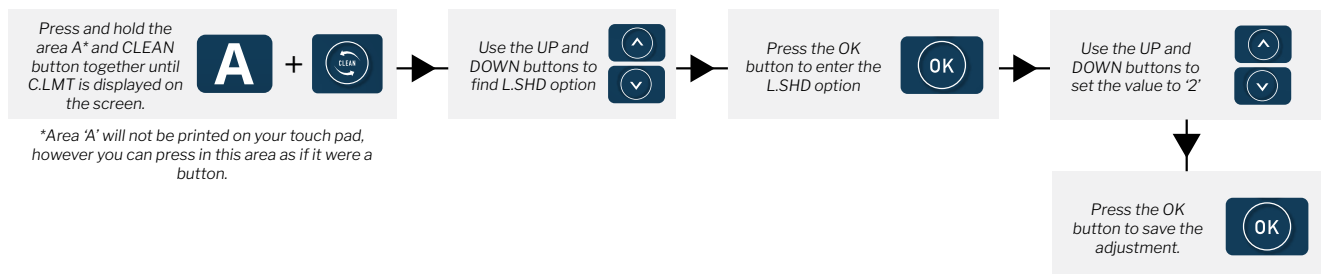 Press and hold the
area A* and CLEAN
button together until
C.LMT is displayed on
the screen.
A
+
CLEAN
*Area ‘A’ will not be printed on your touch pad,
however you can press in this area as if it were a
button.
Use the UP and
DOWN buttons to
find L.SHD option
Press the OK
button to enter the
L.SHD option
OK
Use the UP and
DOWN buttons to
set the value to ‘2’
Press the OK
button to save the
adjustment.
OK